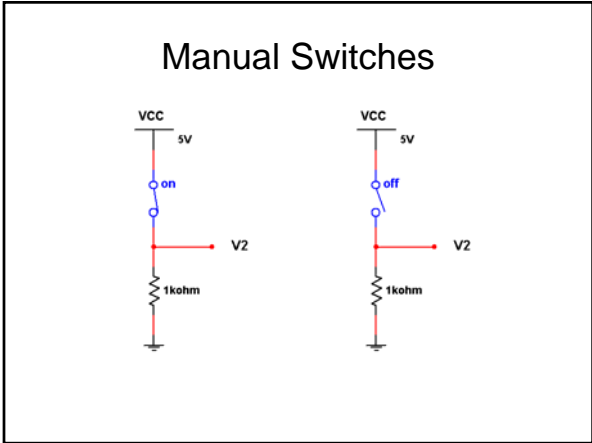 Manual Switches
VCC
5V
on
V2
1kohm
VCC
5V
off
V2
1kohm